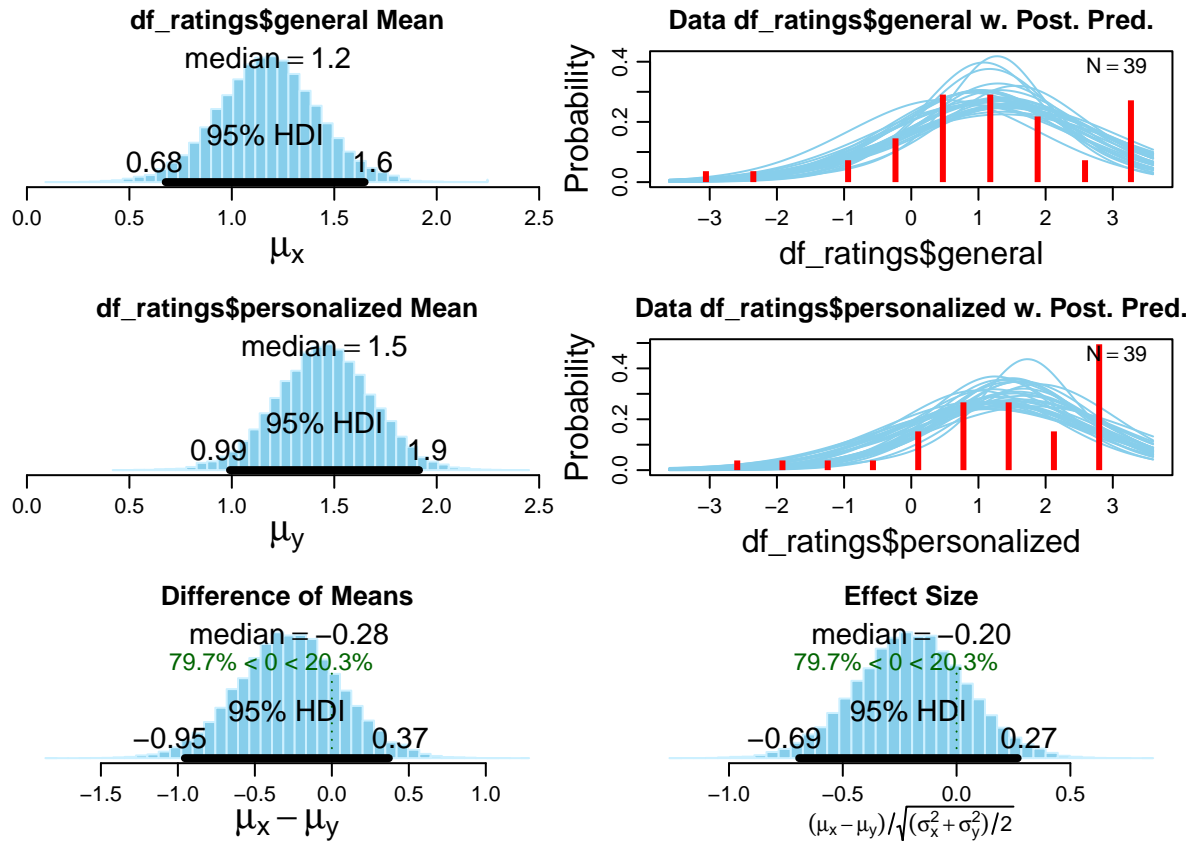 df_ratings$general Mean
median = 1.2
95% HDI
0.68 1.6
0.0 0.5 1.0 1.5 2.0 2.5
μx
Data df_ratings$general w. Post. Pred.
N = 39
Probability
0.0 0.2 0.4
−3 −2 −1 0 1 2 3
df_ratings$general
df_ratings$personalized Mean
median = 1.5
95% HDI
0.99 1.9
0.0 0.5 1.0 1.5 2.0 2.5
μy
Data df_ratings$personalized w. Post. Pred.
N = 39
Probability
0.0 0.2 0.4
−3 −2 −1 0 1 2 3
df_ratings$personalized
Difference of Means
median = −0.28
79.7% < 0 < 20.3%
95% HDI
−0.95 0.37
−1.5 −1.0 −0.5 0.0 0.5 1.0
μx − μy
Effect Size
median = −0.20
79.7% < 0 < 20.3%
95% HDI
−0.69 0.27
−1.0 −0.5 0.0 0.5
(μx − μy)/√(σx² + σy²)/2